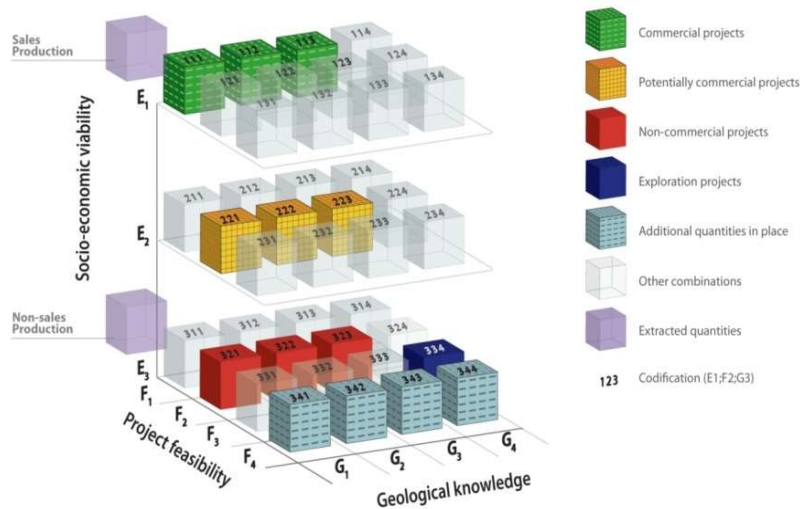 Sales
Production
Socio-economic viability
E1
111
112
113
114
121
122
123
124
131
132
133
134
E2
211
212
213
214
221
222
223
224
231
232
233
234
Non-sales
Production
E3
311
312
313
314
321
322
323
324
331
332
333
334
341
342
343
344
F1
F2
F3
F4
Project feasibility
G1
G2
G3
G4
Geological knowledge
Commercial projects
Potentially commercial projects
Non-commercial projects
Exploration projects
Additional quantities in place
Other combinations
Extracted quantities
123 Codification (E1;F2;G3)